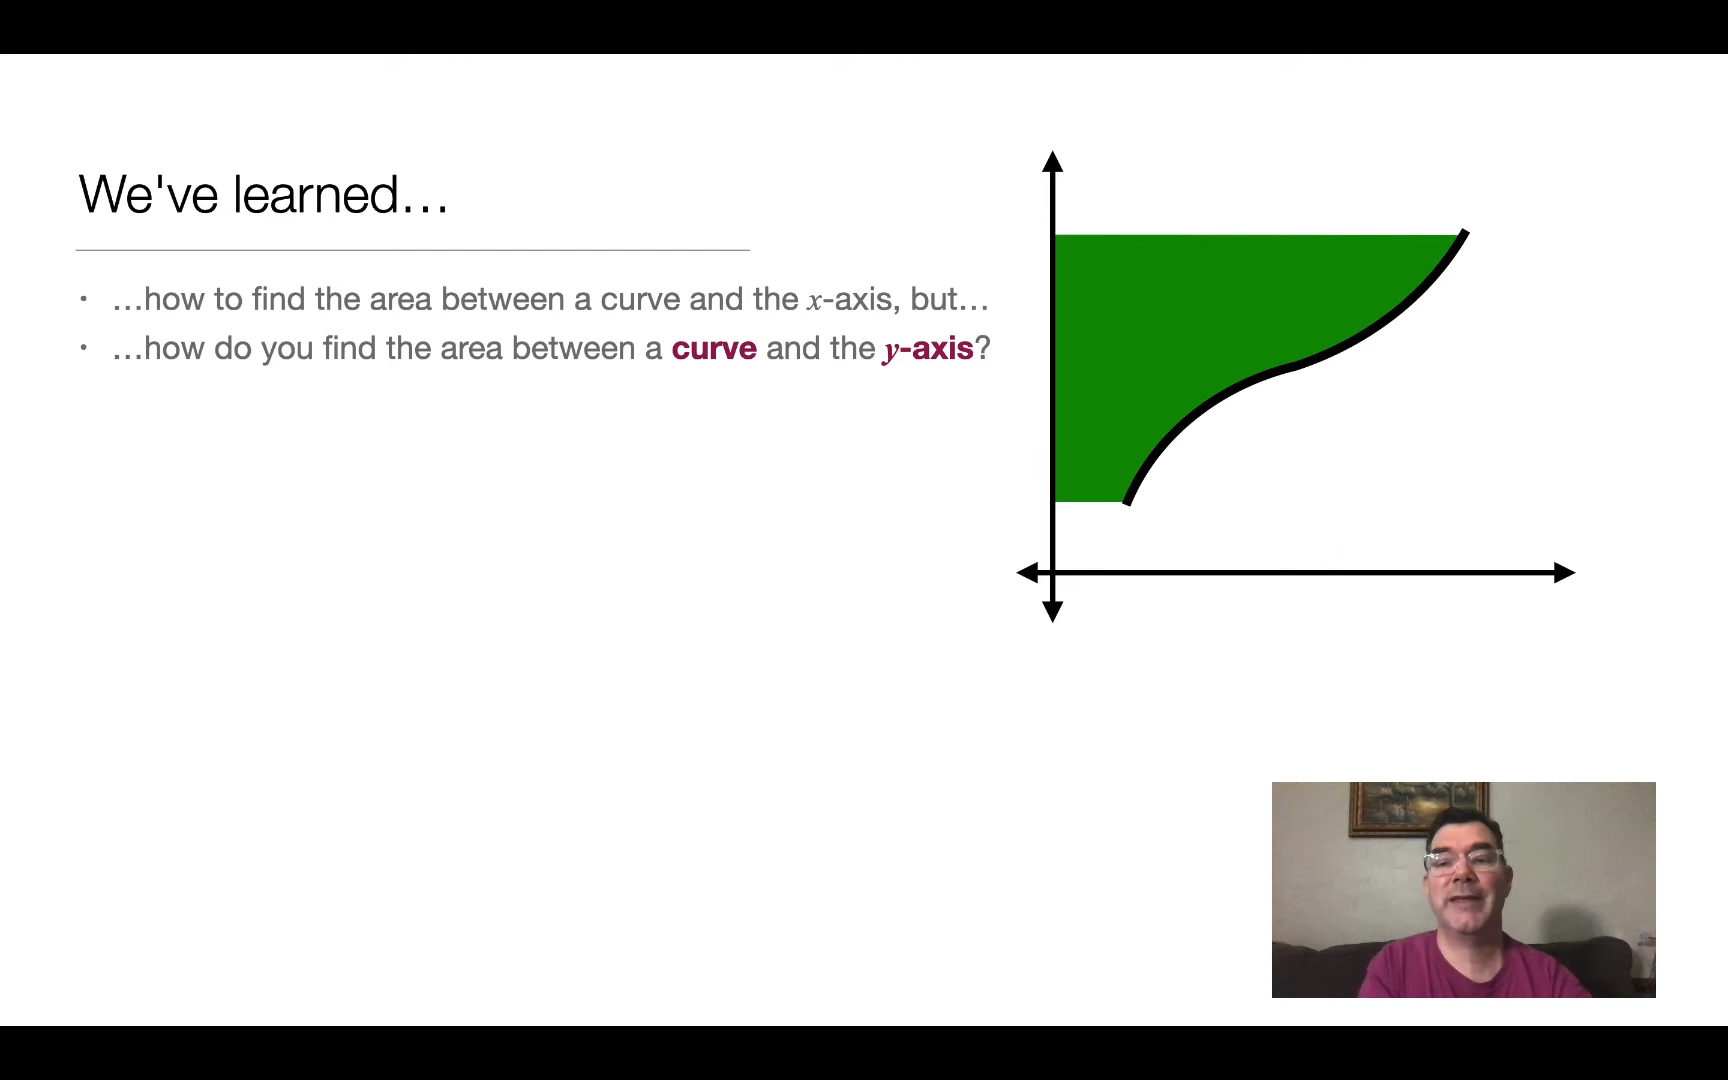 We've learned…
• …how to find the area between a curve and the x-axis, but…
• …how do you find the area between a curve and the y-axis?